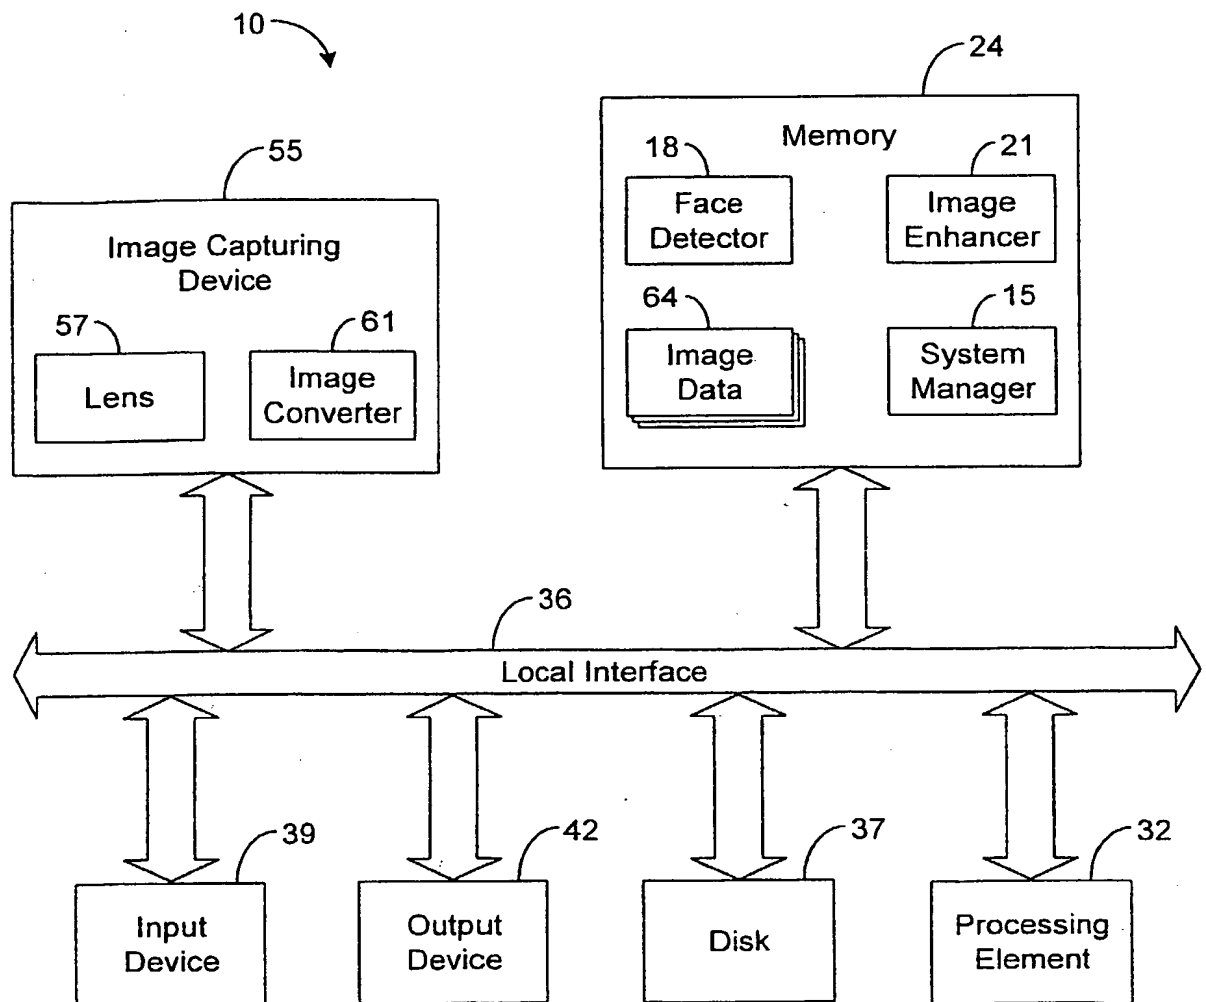 10
24
55
Memory
18
21
Face
Detector
Image
Enhancer
Image Capturing
Device
64
15
57
61
Image
Data
System
Manager
Lens
Image
Converter
36
Local Interface
39
42
37
32
Input
Device
Output
Device
Disk
Processing
Element